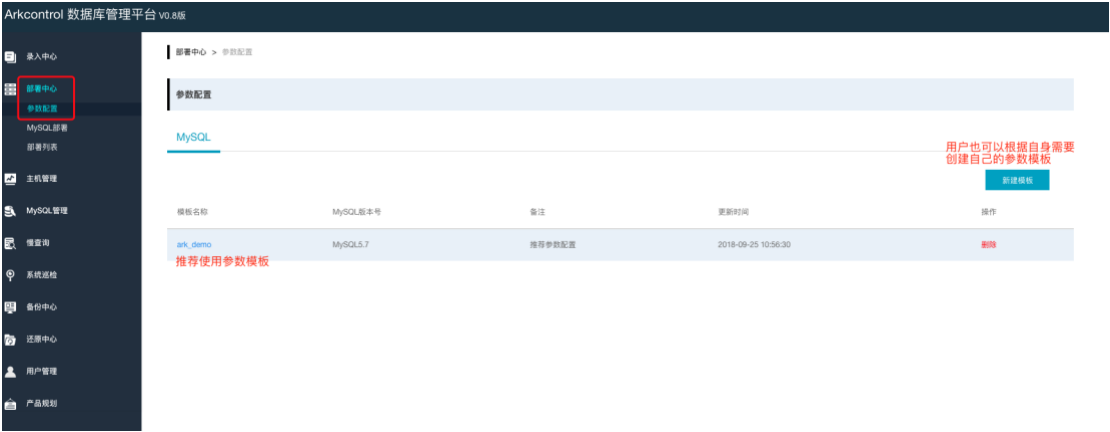 Arkcontrol 数据库管理平台 V0.8版
录入中心
部署中心
参数配置
MySQL部署
部署列表
主机管理
MySQL管理
慢查询
系统巡检
备份中心
还原中心
用户管理
产品规划
部署中心 > 参数配置
参数配置
MySQL
用户也可以根据自身需要
创建自己的参数模板
新建模板
模板名称 MySQL版本号 备注 更新时间 操作
ark_demo MySQL5.7 推荐参数配置 2018-09-25 10:56:30 删除
推荐使用参数模板